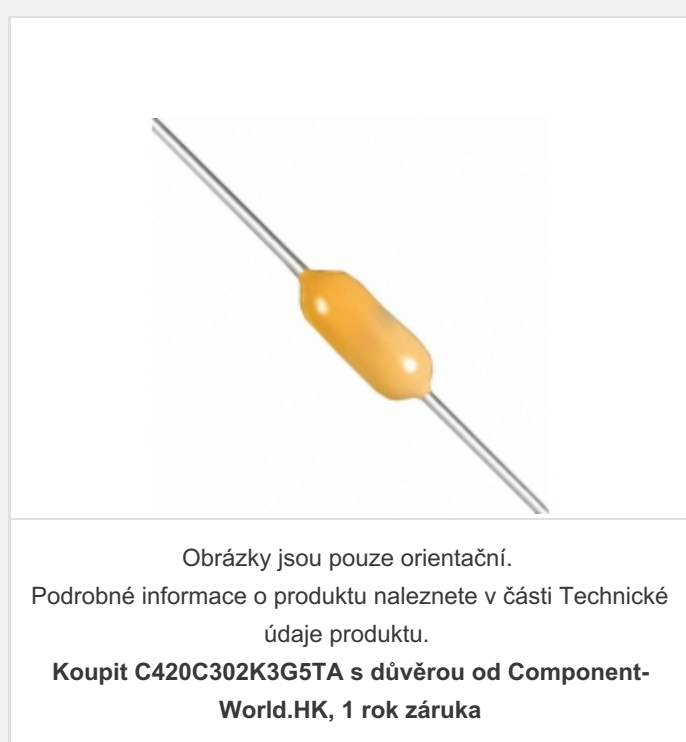 Obrázky jsou pouze orientační.
Podrobné informace o produktu naleznete v části Technické
údaje produktu.
Koupit C420C302K3G5TA s důvěrou od Component-
World.HK, 1 rok záruka